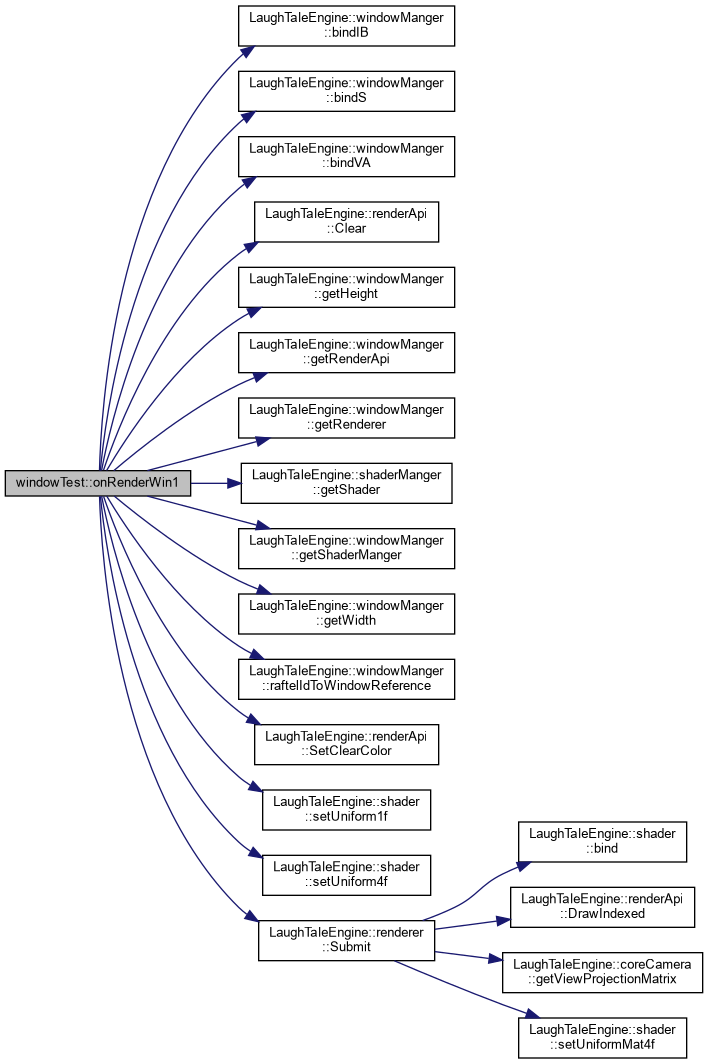 LaughTaleEngine::windowManger
::bindIB
LaughTaleEngine::windowManger
::bindS
LaughTaleEngine::windowManger
::bindVA
LaughTaleEngine::renderApi
::Clear
LaughTaleEngine::windowManger
::getHeight
LaughTaleEngine::windowManger
::getRenderApi
LaughTaleEngine::windowManger
::getRenderer
windowTest::onRenderWin1
LaughTaleEngine::shaderManger
::getShader
LaughTaleEngine::windowManger
::getShaderManger
LaughTaleEngine::windowManger
::getWidth
LaughTaleEngine::windowManger
::raftelIdToWindowReference
LaughTaleEngine::renderApi
::SetClearColor
LaughTaleEngine::shader
::setUniform1f
LaughTaleEngine::shader
::setUniform4f
LaughTaleEngine::renderer
::Submit
LaughTaleEngine::shader
::bind
LaughTaleEngine::renderApi
::DrawIndexed
LaughTaleEngine::coreCamera
::getViewProjectionMatrix
LaughTaleEngine::shader
::setUniformMat4f